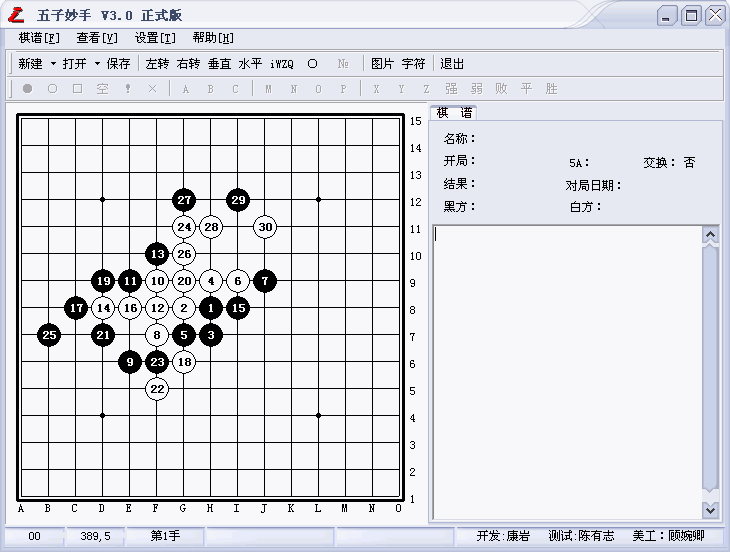 五子妙手 V3.0 正式版
棋谱[F] 查看[V] 设置[T] 帮助[H]
新建 打开 保存 左转 右转 垂直 水平 iWZQ ○ № 图片 字符 退出
● ○ □ 空 ! × A B C M N O P X Y Z 强 弱 败 平 胜
棋 谱
名称：
开局： 5A: 交换： 否
结果： 对局日期：
黑方： 白方：
15
14
13
27 29 12
24 28 30 11
13 26 10
19 11 10 20 4 6 7 9
17 14 16 12 2 1 15 8
25 21 8 5 3 7
9 23 18 6
22 5
4
3
2
1
A B C D E F G H I J K L M N O
00 389,5 第1手 开发:康岩 测试:陈有志 美工：顾婉卿